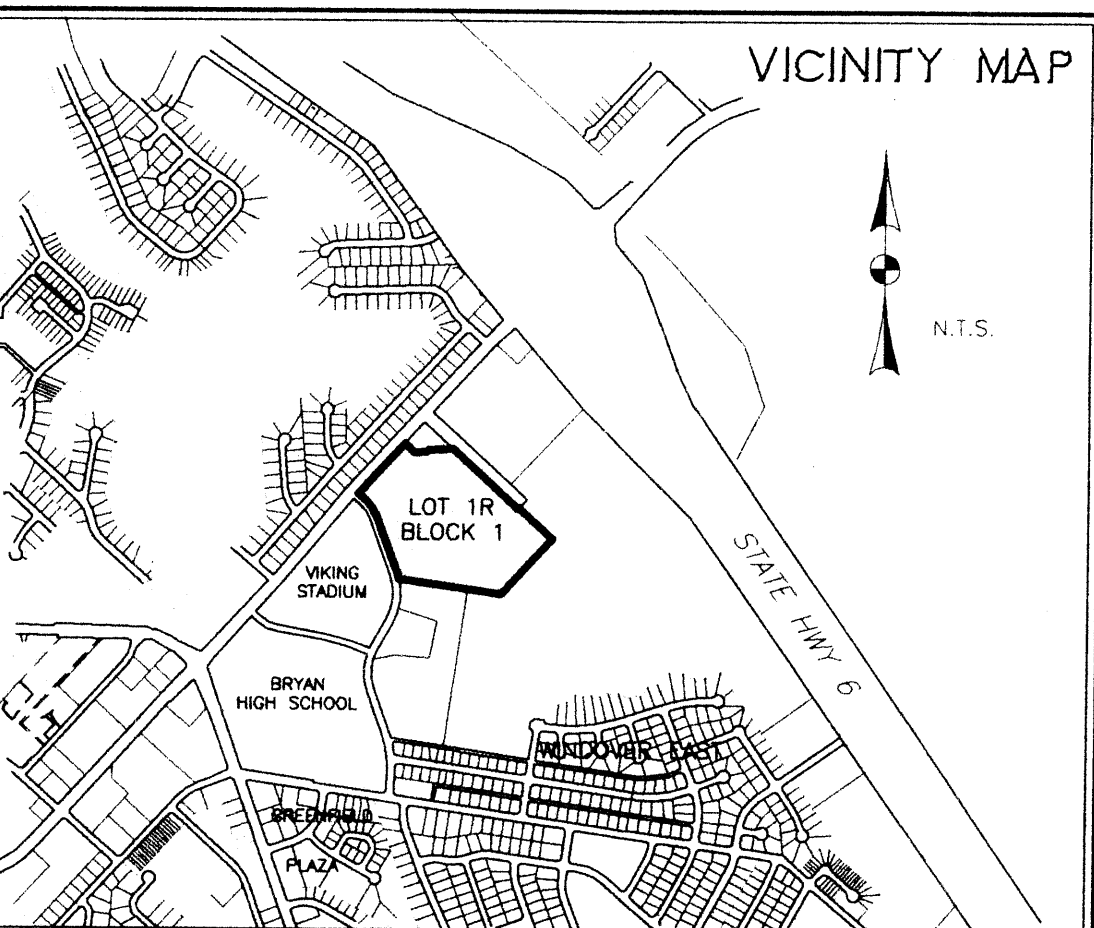 VICINITY MAP
N.T.S.
LOT 1R
BLOCK 1
VIKING
STADIUM
STATE HWY 6
BRYAN
HIGH SCHOOL
WINDOVER EAST
GREENFIELD
PLAZA